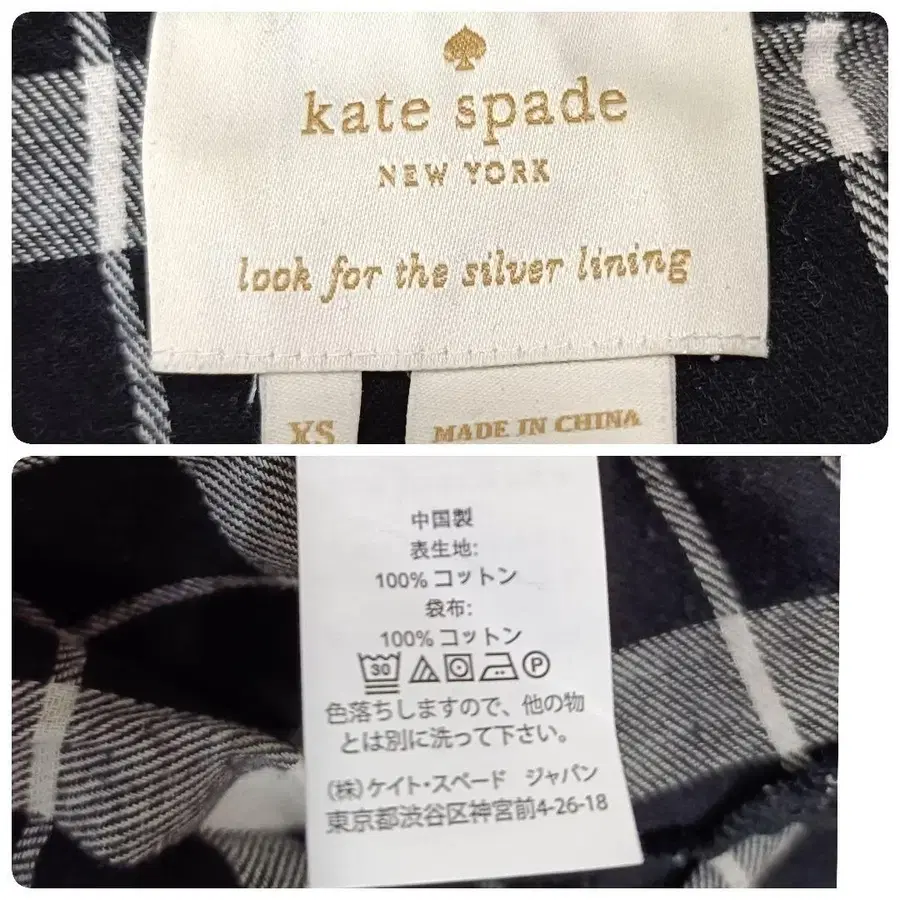 kate spade
NEW YORK
look for the silver lining
XS
MADE IN CHINA
中国製
表生地:
100% コットン
袋布:
100% コットン
30
P
色落ちしますので、他の物
とは別に洗って下さい。
(株)ケイト・スペード ジャパン
東京都渋谷区神宮前4-26-18